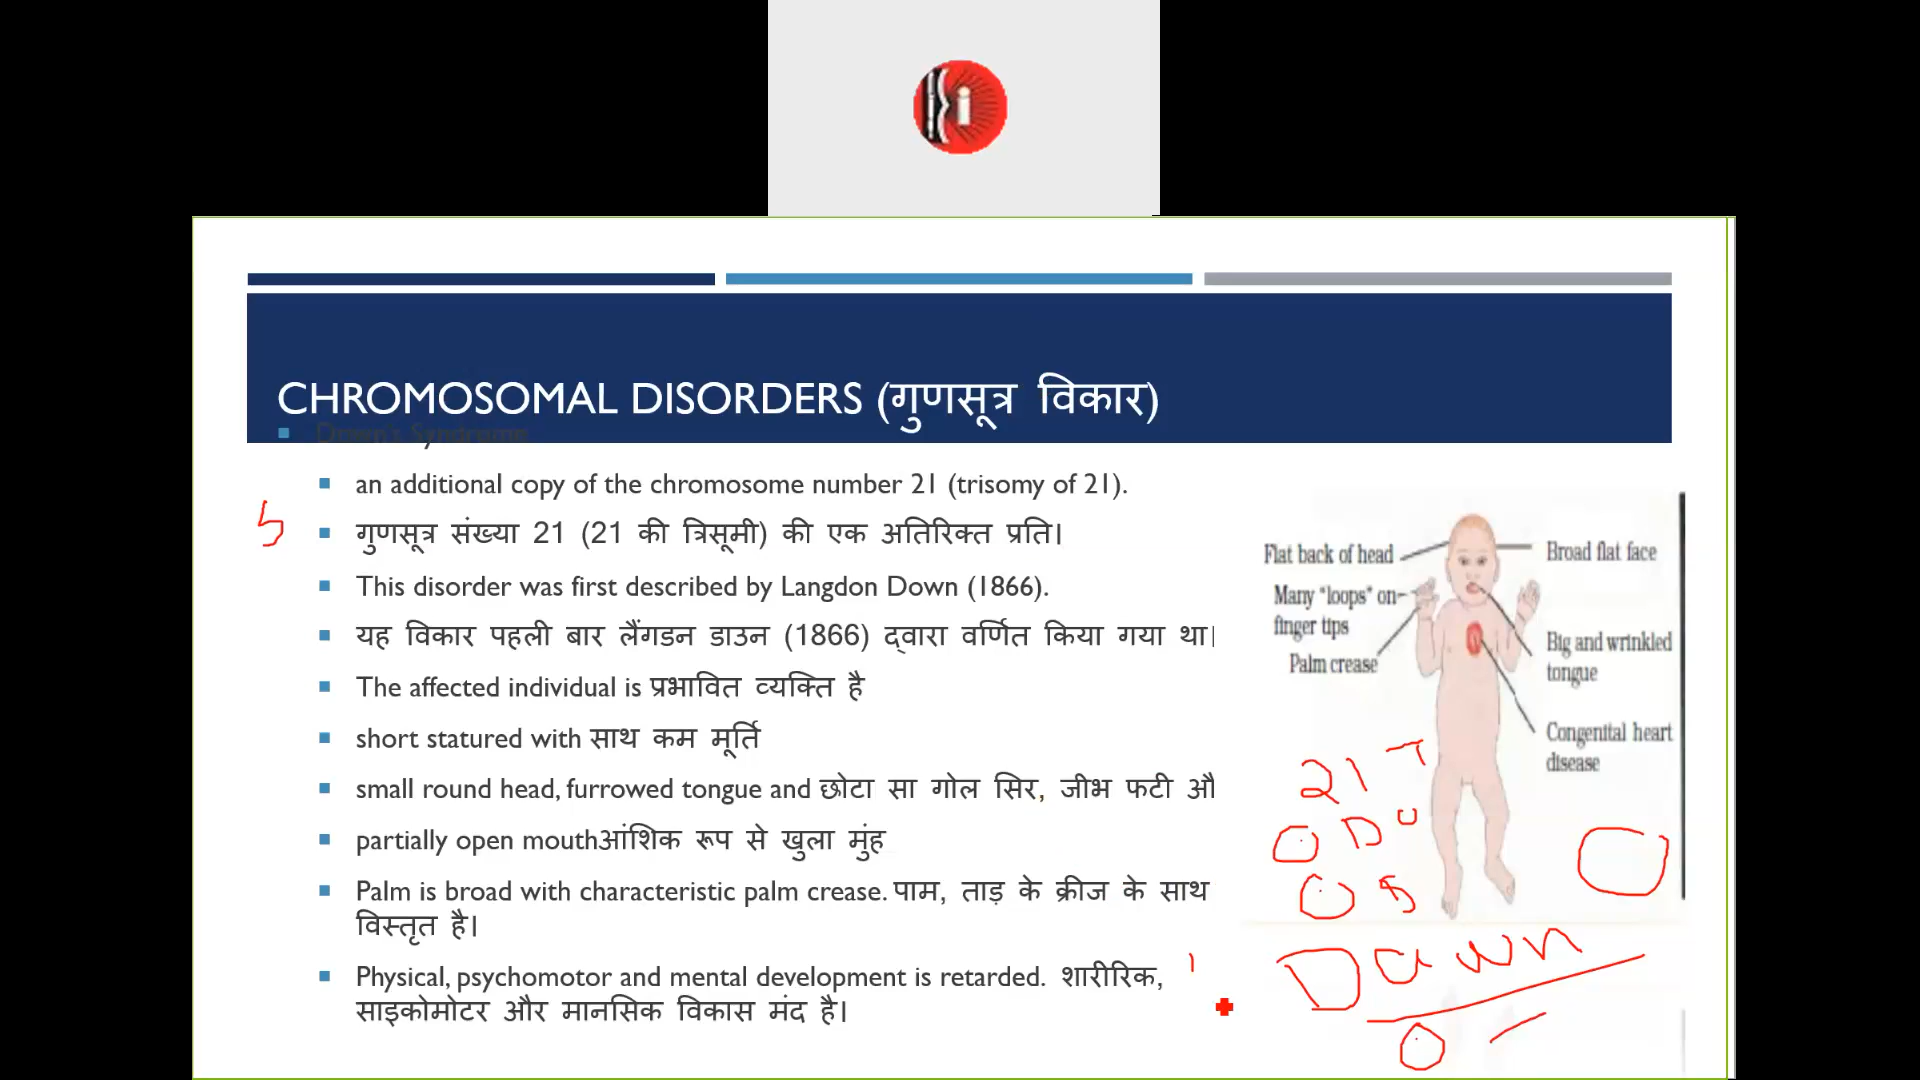 CHROMOSOMAL DISORDERS (गुणसूत्र विकार)
Down's Syndrome
an additional copy of the chromosome number 21 (trisomy of 21).
गुणसूत्र संख्या 21 (21 की त्रिसूमी) की एक अतिरिक्त प्रति।
This disorder was first described by Langdon Down (1866).
यह विकार पहली बार लैंगडन डाउन (1866) द्वारा वर्णित किया गया था।
The affected individual is प्रभावित व्यक्ति है
short statured with साथ कम मूर्ति
small round head, furrowed tongue and छोटा सा गोल सिर, जीभ फटी औ
partially open mouthआंशिक रूप से खुला मुंह
Palm is broad with characteristic palm crease. पाम, ताड़ के क्रीज के साथ
विस्तृत है।
Physical, psychomotor and mental development is retarded. शारीरिक,
साइकोमोटर और मानसिक विकास मंद है।
Flat back of head
Many "loops" on
finger tips
Palm crease
Broad flat face
Big and wrinkled
tongue
Congenital heart
disease
21 T
Dawn